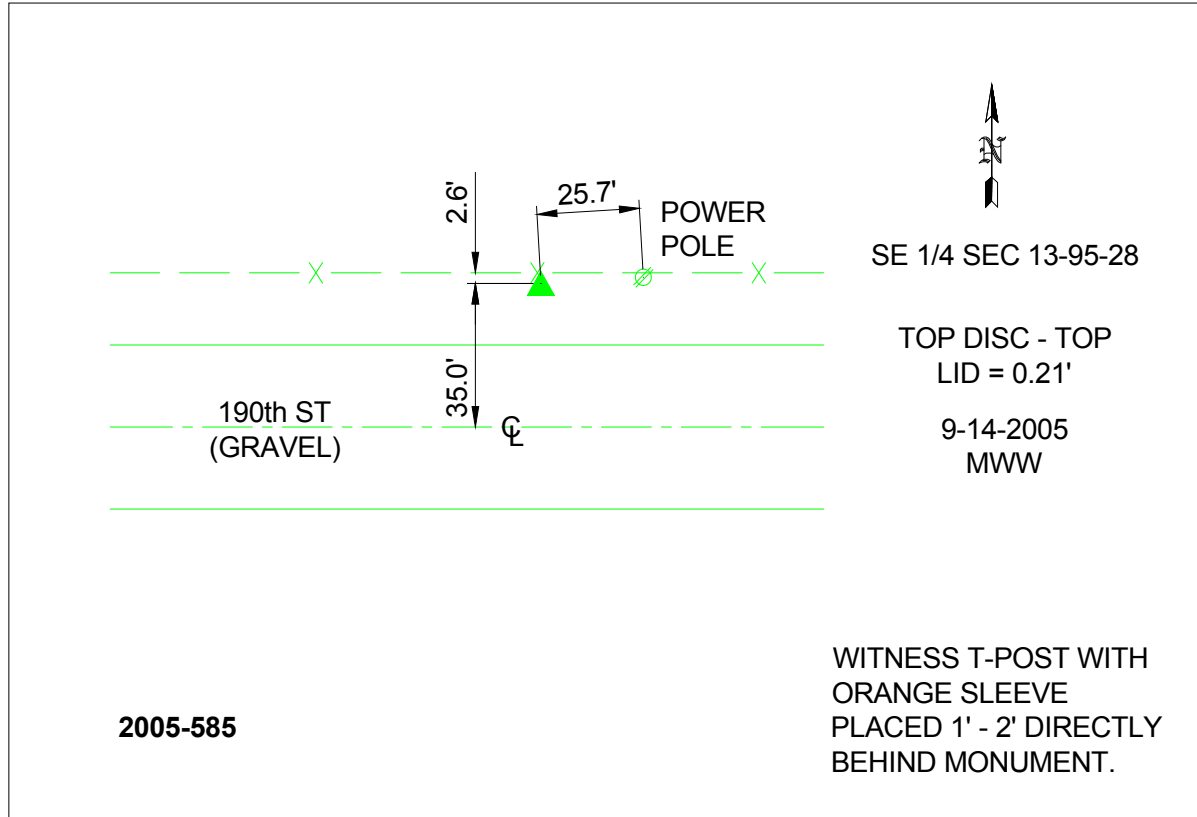 N
2.6'
25.7'
POWER
POLE
SE 1/4 SEC 13-95-28
TOP DISC - TOP
LID = 0.21'
35.0'
190th ST
(GRAVEL)
℄
9-14-2005
MWW
WITNESS T-POST WITH
ORANGE SLEEVE
PLACED 1' - 2' DIRECTLY
BEHIND MONUMENT.
2005-585